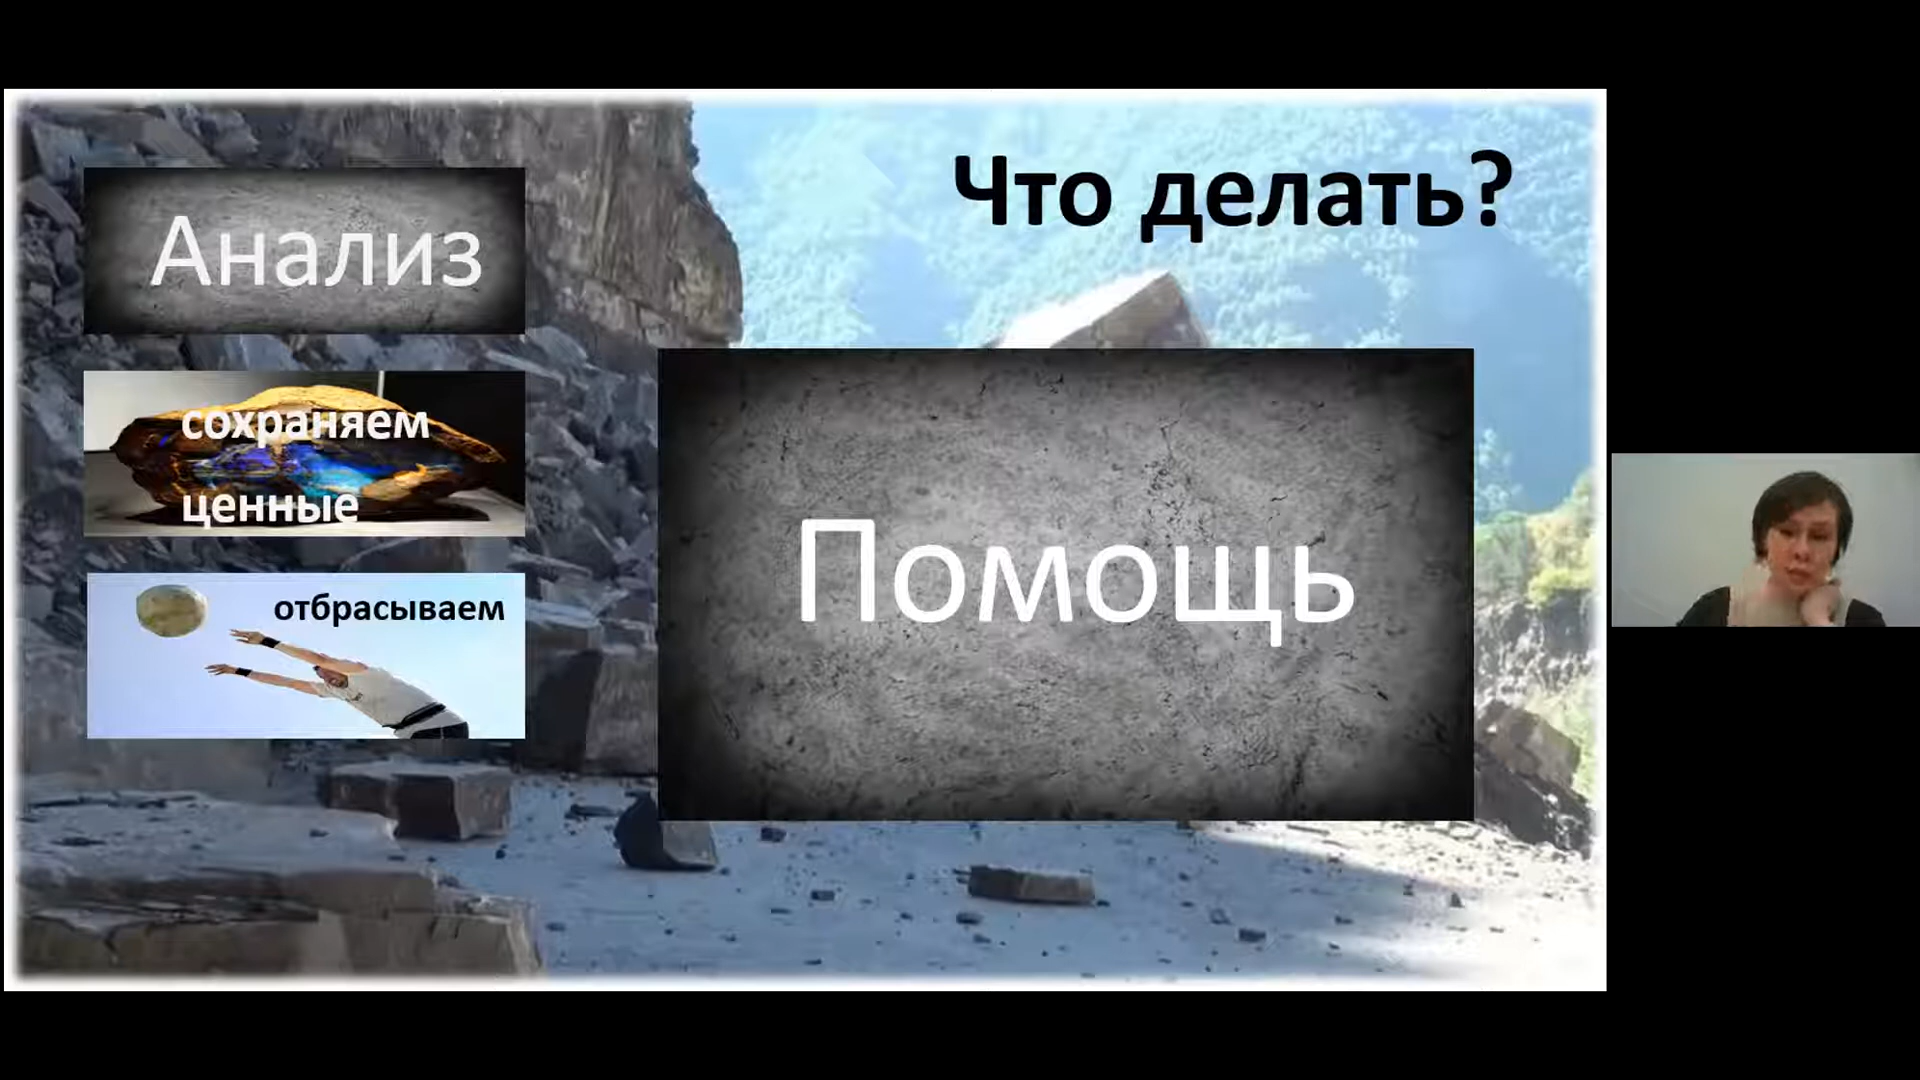 Что делать?
Анализ
сохраняем
ценные
отбрасываем
Помощь